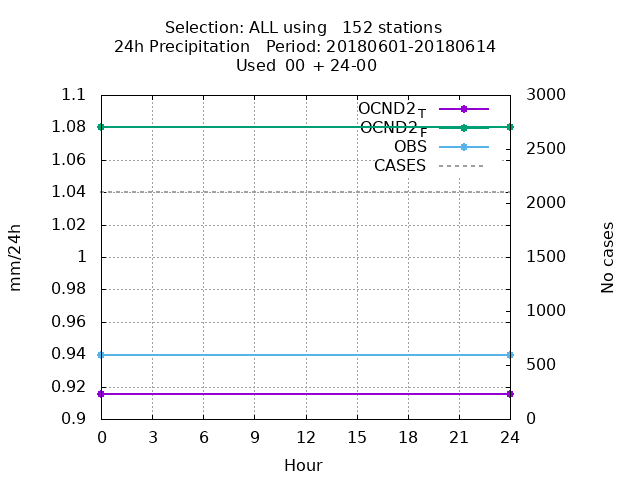 Selection: ALL using   152 stations
24h Precipitation   Period: 20180601-20180614
Used  00  + 24-00
1.1
1.08
1.06
1.04
1.02
1
0.98
0.96
0.94
0.92
0.9
mm/24h
OCND2T
OCND2F
OBS
CASES
3000
2500
2000
1500
1000
500
0
No cases
0 3 6 9 12 15 18 21 24
Hour